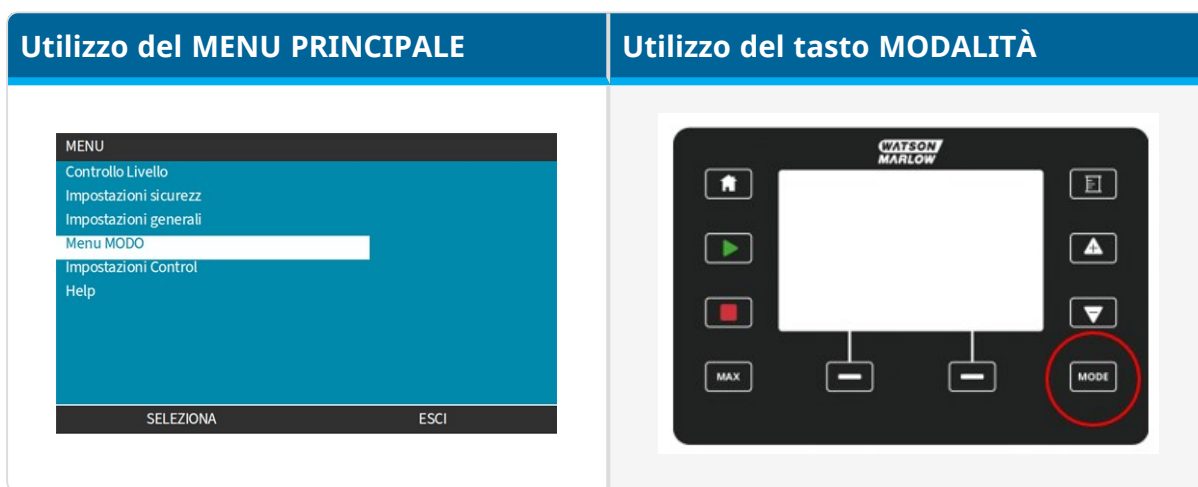 Utilizzo del MENU PRINCIPALE
Utilizzo del tasto MODALITÀ
MENU
Controllo Livello
Impostazioni sicurezz
Impostazioni generali
Menu MODO
Impostazioni Control
Help
SELEZIONA ESCI
WATSON
MARLOW
MAX
MODE